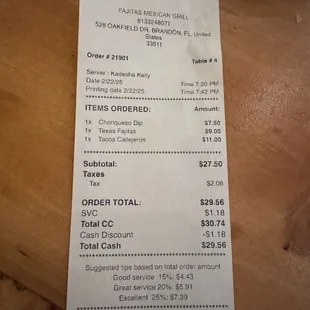 FAJITAS MEXICAN GRILL
8133248071
528 OAKFIELD DR, BRANDON, FL, United
States
33511
Order # 21901 Table # 4
Server : Kadesha Kelly
Date 2/22/25 Time 7:20 PM
Printing date 2/22/25 Time 7:42 PM
ITEMS ORDERED: Amount:
1x Choriqueso Dip $7.50
1x Texas Fajitas $9.00
1x Tacos Callejeros $11.00
Subtotal: $27.50
Taxes
Tax $2.06
ORDER TOTAL: $29.56
SVC $1.18
Total CC $30.74
Cash Discount -$1.18
Total Cash $29.56
Suggested tips based on total order amount
Good service 15%: $4.43
Great service 20%: $5.91
Excellent 25%: $7.39